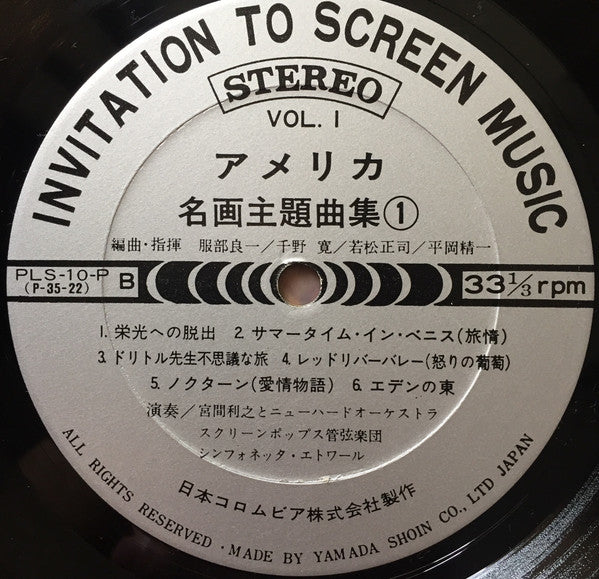 INVITATION TO SCREEN MUSIC
STEREO
VOL. 1
アメリカ
名画主題曲集①
編曲・指揮 服部良一/千野 寛/若松正司/平岡精一
PLS-10-P B 33 1/3 rpm
(P-35-22)
1. 栄光への脱出 2. サマータイム・イン・ベニス(旅情)
3. ドリトル先生不思議な旅 4. レッドリバーバレー(怒りの葡萄)
5. ノクターン(愛情物語) 6. エデンの東
演奏/宮間利之とニューハードオーケストラ
スクリーンポップス管弦楽団
シンフォネッタ・エトワール
日本コロムビア株式会社製作
ALL RIGHTS RESERVED · MADE BY YAMADA SHOIN CO., LTD JAPAN